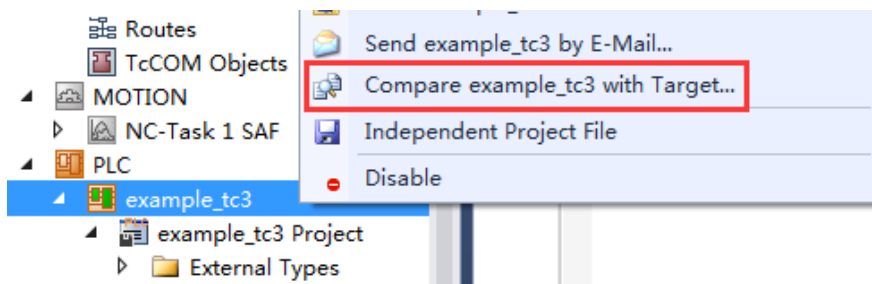 Routes
TcCOM Objects
MOTION
NC-Task 1 SAF
PLC
example_tc3
example_tc3 Project
External Types
Send example_tc3 by E-Mail...
Compare example_tc3 with Target...
Independent Project File
Disable